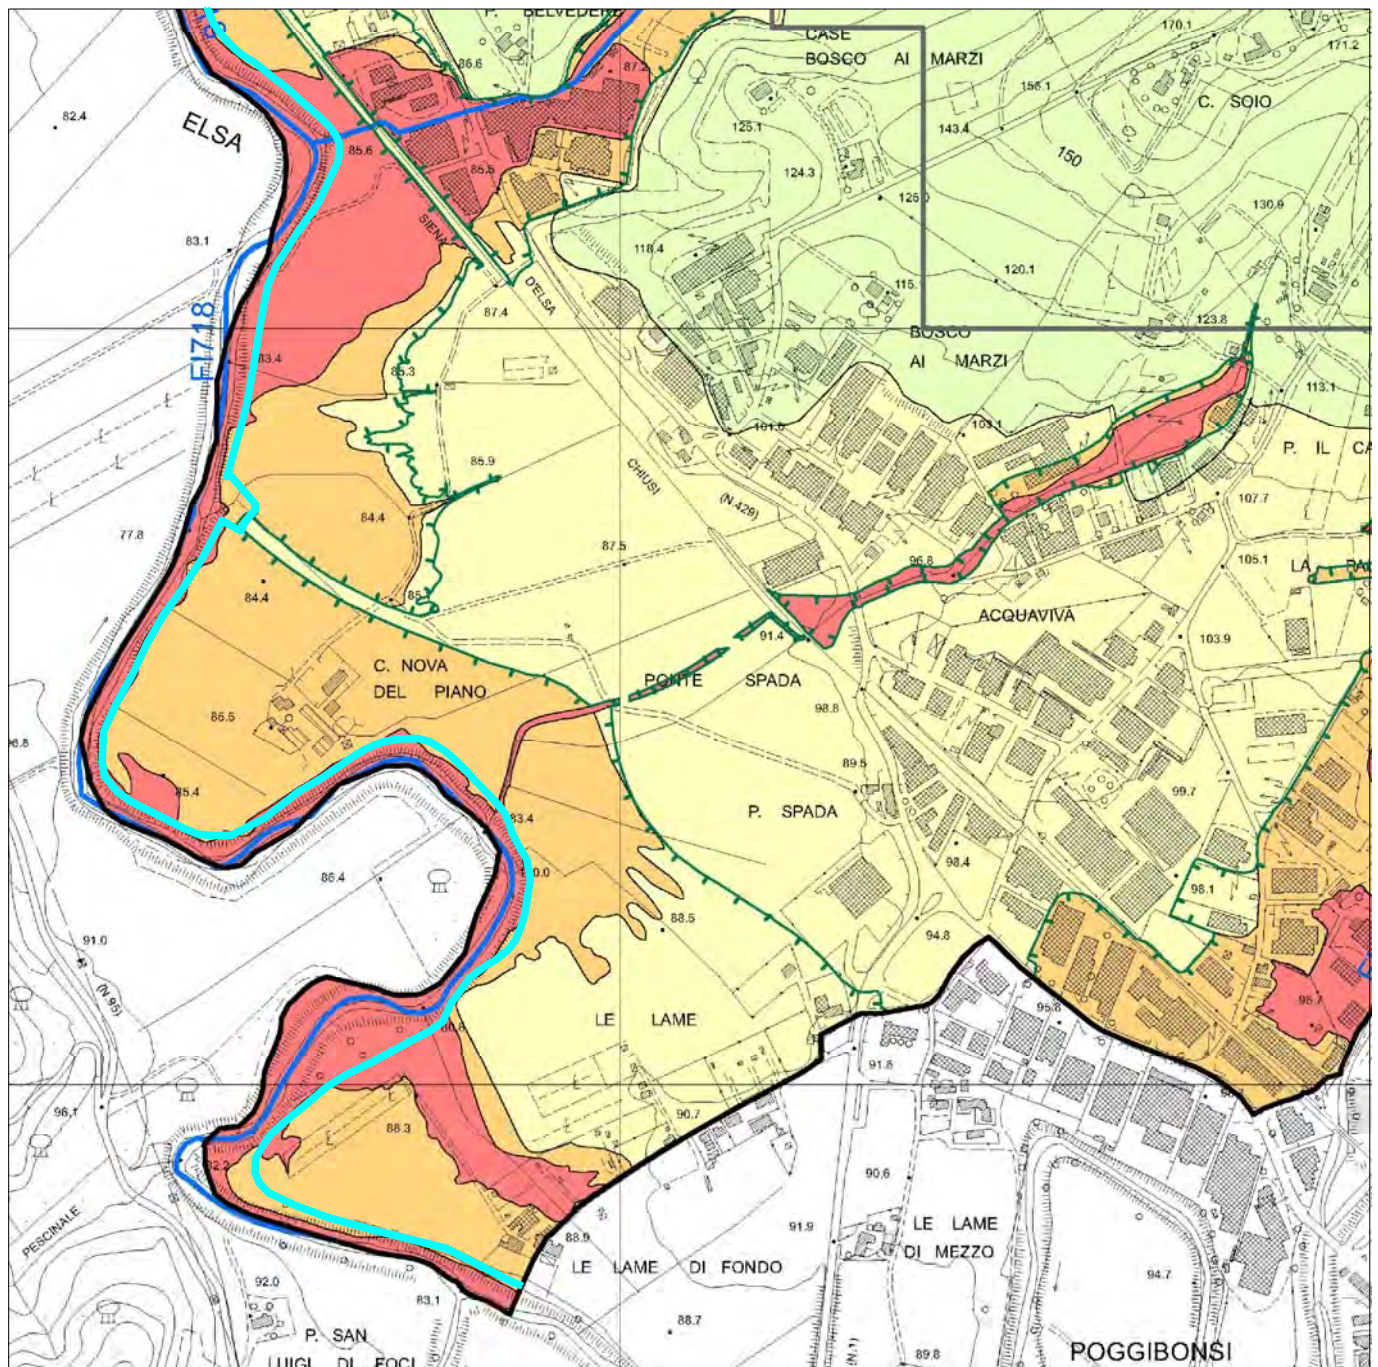 P. BELVEDERE
CASE
BOSCO AI MARZI
170.1
171.2
86.6
87.2
156.1
C. SOIO
82.4
ELSA
125.1
143.4
150
85.6
85.5
124.3
130.9
SIENA
83.1
118.4
120.1
D'ELSA
87.4
123.8
FI718
BOSCO
AI MARZI
83.4
85.3
113.1
103.1
P. IL CA
85.9
CHIUSI
(N.429)
107.7
84.4
77.8
87.5
96.8
105.1
LA
84.4
ACQUAVIVA
91.4
103.9
C. NOVA
DEL PIANO
PONTE SPADA
86.5
98.8
89.5
85.4
99.7
83.4
P. SPADA
98.4
86.4
98.1
88.5
91.0
94.8
(N.95)
LE LAME
95.8
96.7
91.8
96.1
90.7
88.3
90.6
PESCINALE
91.9
LE LAME
DI MEZZO
88.9
LE LAME DI FONDO
94.7
92.0
83.1
P. SAN
LUIGI DI FOCI
88.7
(N.1)
89.8
POGGIBONSI